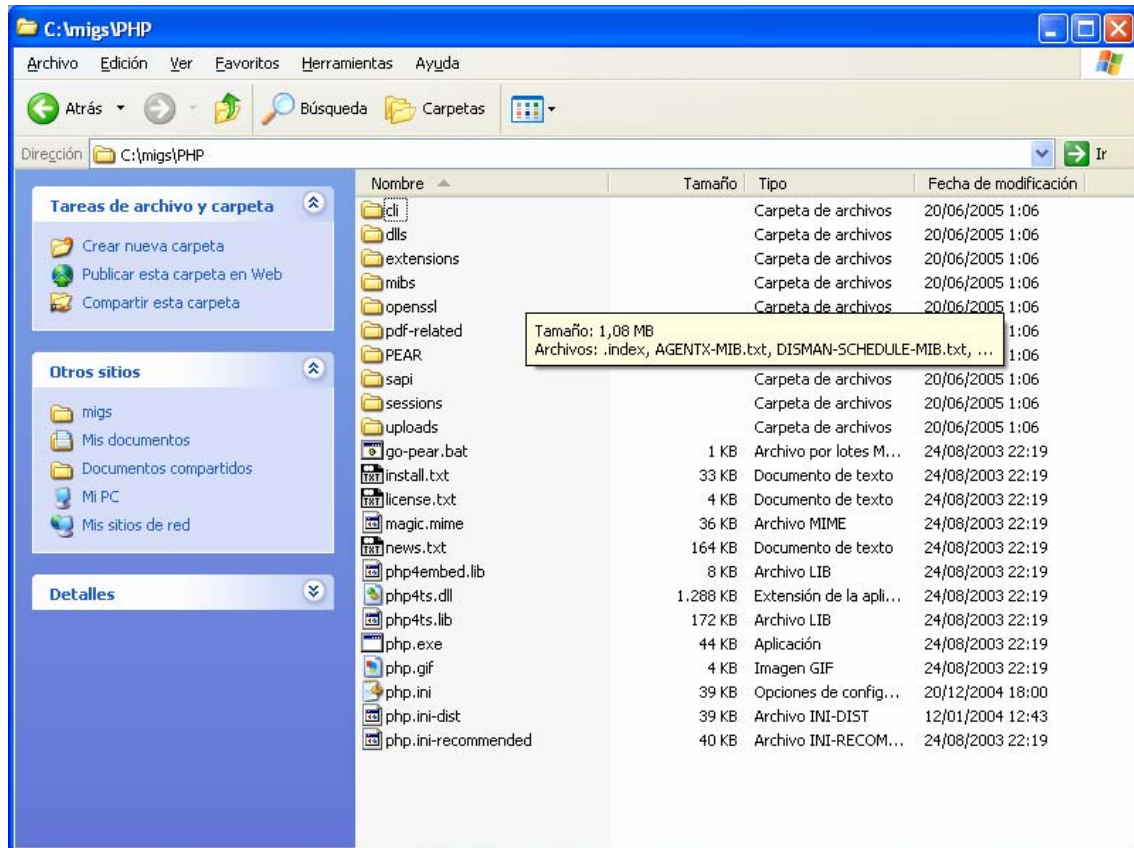 C:\migs\PHP
Archivo Edición Ver Favoritos Herramientas Ayuda
Atrás Búsqueda Carpetas
Dirección C:\migs\PHP Ir
Tareas de archivo y carpeta
Crear nueva carpeta
Publicar esta carpeta en Web
Compartir esta carpeta
Otros sitios
migs
Mis documentos
Documentos compartidos
Mi PC
Mis sitios de red
Detalles
Nombre Tamaño Tipo Fecha de modificación
cli Carpeta de archivos 20/06/2005 1:06
dlls Carpeta de archivos 20/06/2005 1:06
extensions Carpeta de archivos 20/06/2005 1:06
mibs Carpeta de archivos 20/06/2005 1:06
openssl Carpeta de archivos 20/06/2005 1:06
pdf-related 1:06
Tamaño: 1,08 MB
Archivos: .index, AGENTX-MIB.txt, DISMAN-SCHEDULE-MIB.txt, ...
PEAR 1:06
sapi Carpeta de archivos 20/06/2005 1:06
sessions Carpeta de archivos 20/06/2005 1:06
uploads Carpeta de archivos 20/06/2005 1:06
go-pear.bat 1 KB Archivo por lotes M... 24/08/2003 22:19
install.txt 33 KB Documento de texto 24/08/2003 22:19
license.txt 4 KB Documento de texto 24/08/2003 22:19
magic.mime 36 KB Archivo MIME 24/08/2003 22:19
news.txt 164 KB Documento de texto 24/08/2003 22:19
php4embed.lib 8 KB Archivo LIB 24/08/2003 22:19
php4ts.dll 1.288 KB Extensión de la apli... 24/08/2003 22:19
php4ts.lib 172 KB Archivo LIB 24/08/2003 22:19
php.exe 44 KB Aplicación 24/08/2003 22:19
php.gif 4 KB Imagen GIF 24/08/2003 22:19
php.ini 39 KB Opciones de config... 20/12/2004 18:00
php.ini-dist 39 KB Archivo INI-DIST 12/01/2004 12:43
php.ini-recommended 40 KB Archivo INI-RECOM... 24/08/2003 22:19